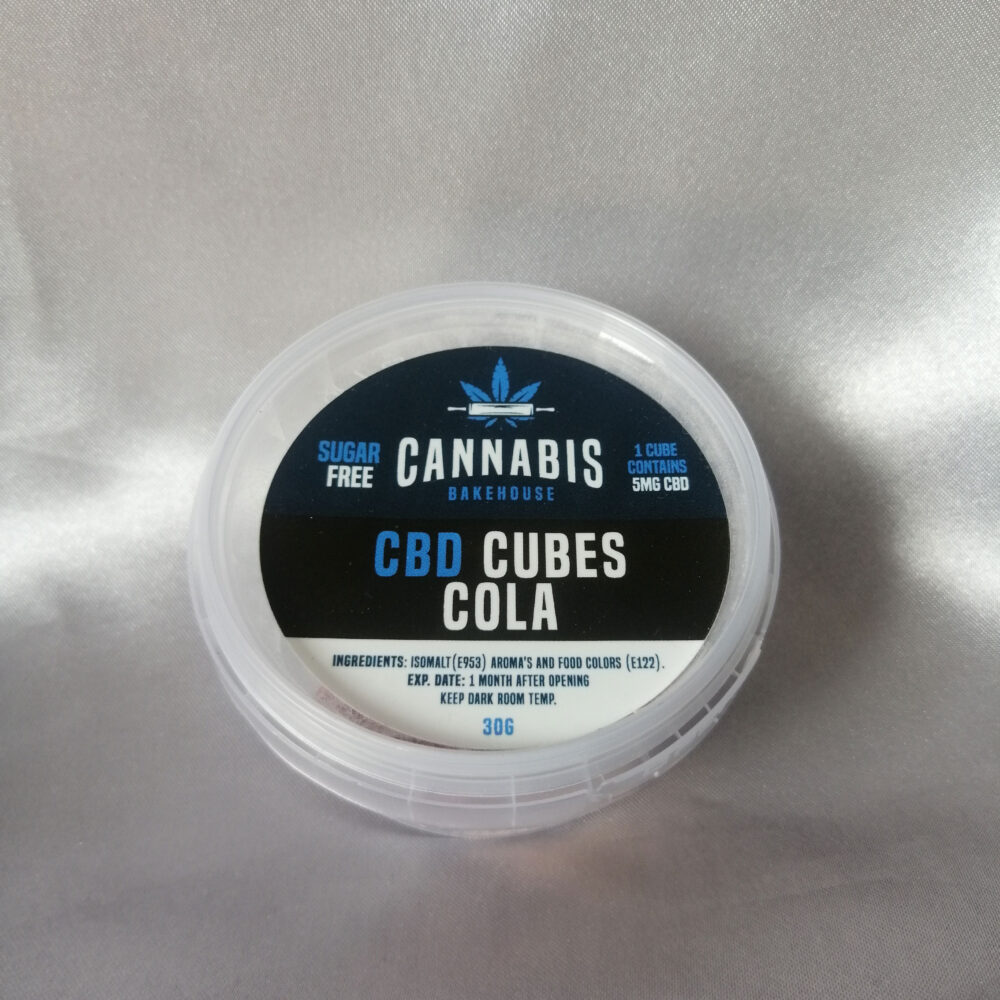 SUGAR
FREE
CANNABIS
BAKEHOUSE
1 CUBE
CONTAINS
5MG CBD
CBD CUBES
COLA
INGREDIENTS: ISOMALT(E953) AROMA'S AND FOOD COLORS (E122).
EXP. DATE: 1 MONTH AFTER OPENING
KEEP DARK ROOM TEMP.
30G